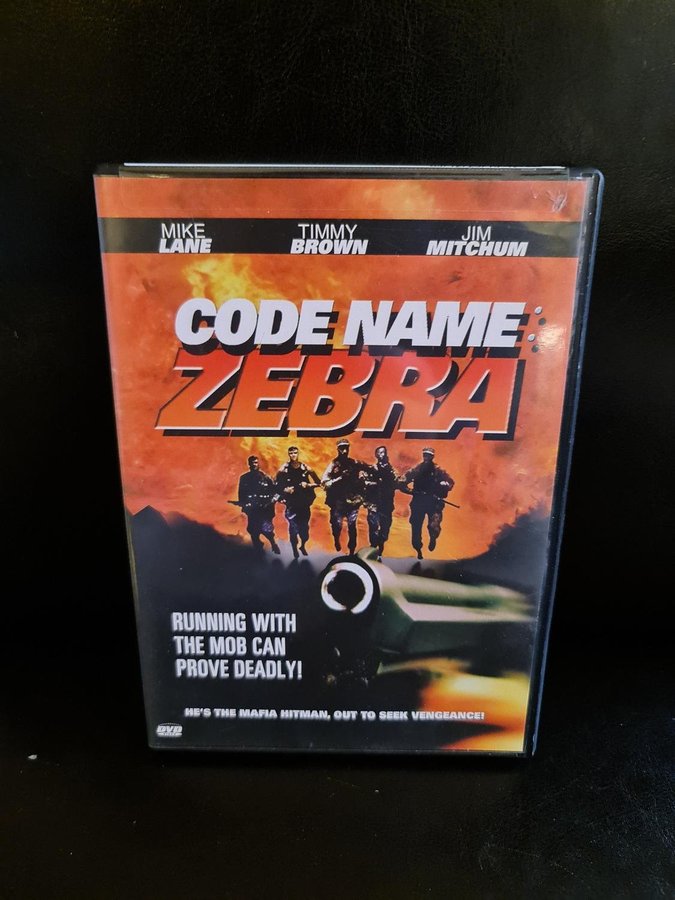 MIKE TIMMY JIM
LANE BROWN MITCHUM
CODE NAME:
ZEBRA
RUNNING WITH
THE MOB CAN
PROVE DEADLY!
HE'S THE MAFIA HITMAN, OUT TO SEEK VENGEANCE!
DVD
VIDEO